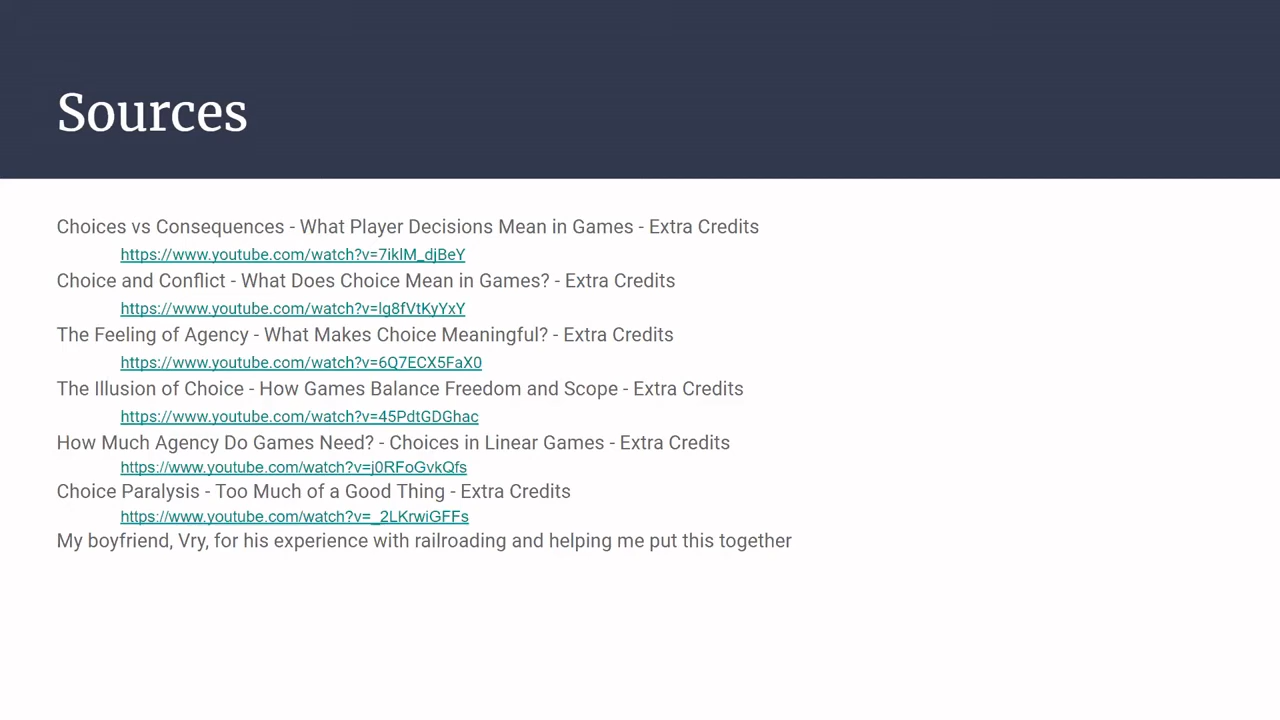 Sources
Choices vs Consequences - What Player Decisions Mean in Games - Extra Credits
https://www.youtube.com/watch?v=7iklM_djBeY
Choice and Conflict - What Does Choice Mean in Games? - Extra Credits
https://www.youtube.com/watch?v=lg8fVtKyYxY
The Feeling of Agency - What Makes Choice Meaningful? - Extra Credits
https://www.youtube.com/watch?v=6Q7ECX5FaX0
The Illusion of Choice - How Games Balance Freedom and Scope - Extra Credits
https://www.youtube.com/watch?v=45PdtGDGhac
How Much Agency Do Games Need? - Choices in Linear Games - Extra Credits
https://www.youtube.com/watch?v=j0RFoGvkQfs
Choice Paralysis - Too Much of a Good Thing - Extra Credits
https://www.youtube.com/watch?v=_2LKrwiGFFs
My boyfriend, Vry, for his experience with railroading and helping me put this together